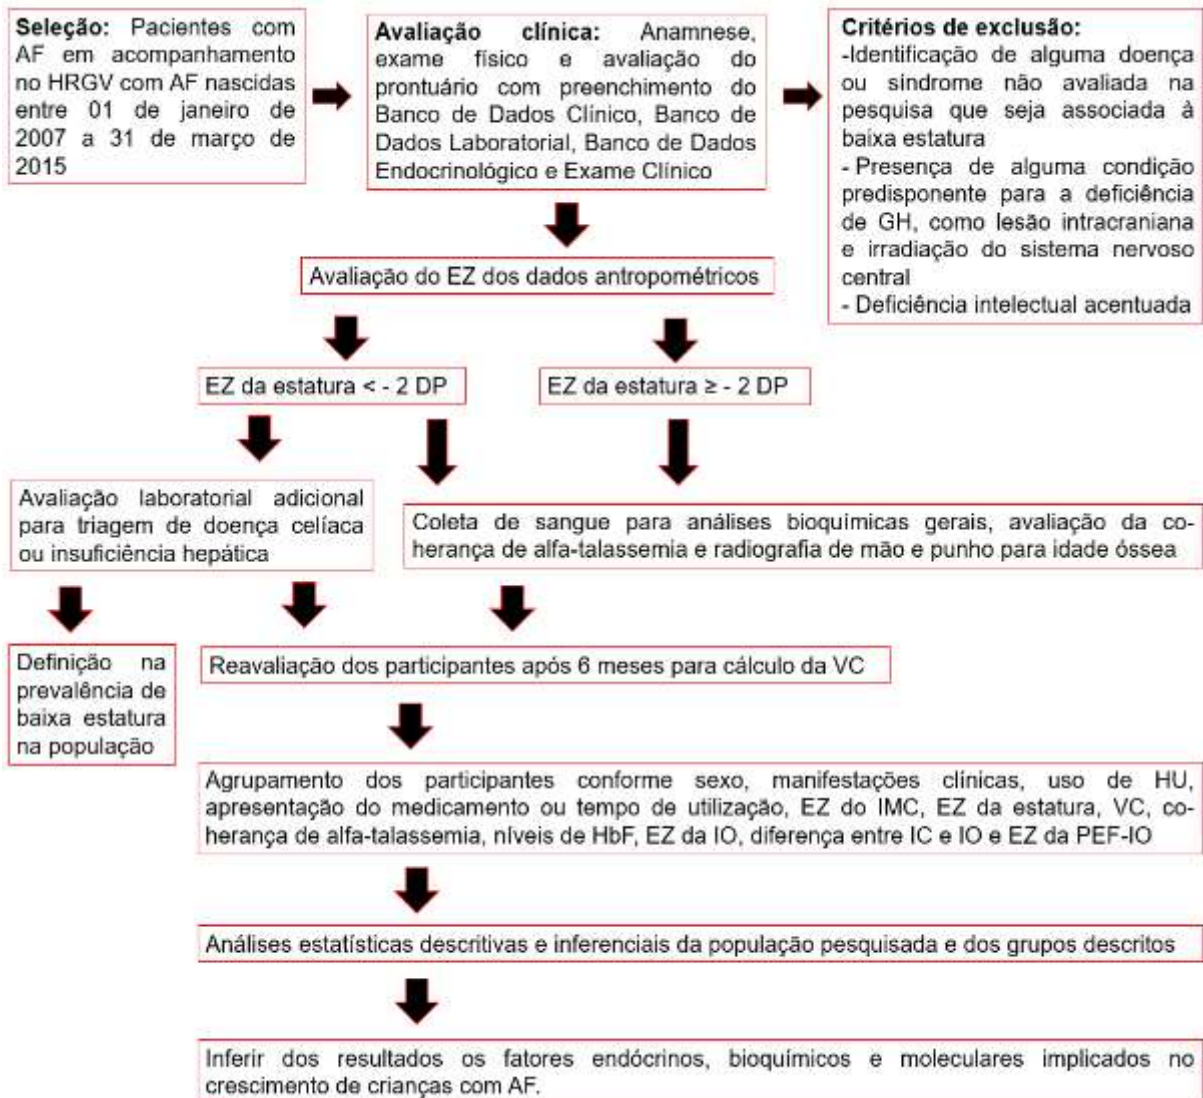 Seleção: Pacientes com
AF em acompanhamento
no HRGV com AF nascidas
entre 01 de janeiro de
2007 a 31 de março de
2015
Avaliação clínica: Anamnese,
exame físico e avaliação do
prontuário com preenchimento do
Banco de Dados Clínico, Banco de
Dados Laboratorial, Banco de Dados
Endocrinológico e Exame Clínico
Critérios de exclusão:
-Identificação de alguma doença
ou síndrome não avaliada na
pesquisa que seja associada à
baixa estatura
- Presença de alguma condição
predisponente para a deficiência
de GH, como lesão intracraniana
e irradiação do sistema nervoso
central
- Deficiência intelectual acentuada
Avaliação do EZ dos dados antropométricos
EZ da estatura < - 2 DP
EZ da estatura ≥ - 2 DP
Avaliação laboratorial adicional
para triagem de doença celíaca
ou insuficiência hepática
Coleta de sangue para análises bioquímicas gerais, avaliação da co-
herança de alfa-talassemia e radiografia de mão e punho para idade óssea
Definição na
prevalência de
baixa estatura
na população
Reavaliação dos participantes após 6 meses para cálculo da VC
Agrupamento dos participantes conforme sexo, manifestações clínicas, uso de HU,
apresentação do medicamento ou tempo de utilização, EZ do IMC, EZ da estatura, VC, co-
herança de alfa-talassemia, níveis de HbF, EZ da IO, diferença entre IC e IO e EZ da PEF-IO
Análises estatísticas descritivas e inferenciais da população pesquisada e dos grupos descritos
Inferir dos resultados os fatores endócrinos, bioquímicos e moleculares implicados no
crescimento de crianças com AF.